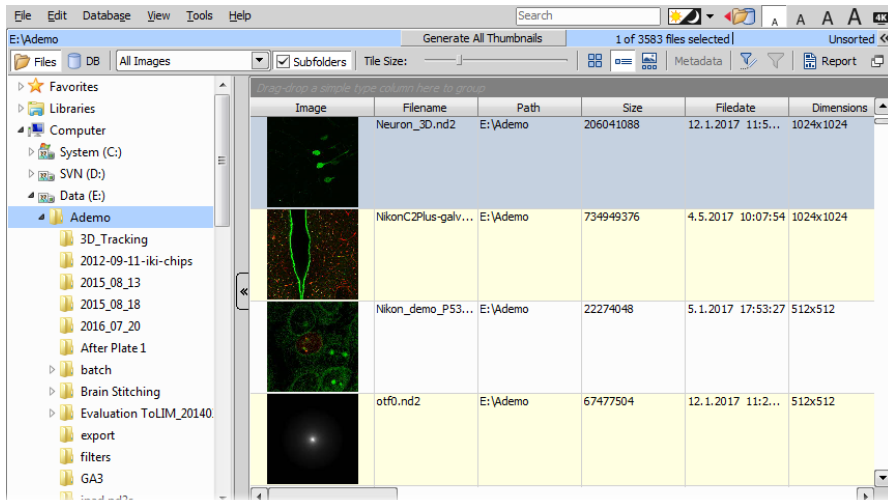 File Edit Database View Tools Help Search A A A A 4K
E:\Ademo Generate All Thumbnails 1 of 3583 files selected Unsorted
Files DB All Images Subfolders Tile Size: Metadata Report
Favorites
Libraries
Computer
System (C:)
SVN (D:)
Data (E:)
Ademo
3D_Tracking
2012-09-11-iki-chips
2015_08_13
2015_08_18
2016_07_20
After Plate 1
batch
Brain Stitching
Evaluation ToLIM_20140
export
filters
GA3
Drag-drop a simple type column here to group
Image Filename Path Size Filedate Dimensions
Neuron_3D.nd2 E:\Ademo 206041088 12.1.2017 11:5... 1024x1024
NikonC2Plus-galv... E:\Ademo 734949376 4.5.2017 10:07:54 1024x1024
Nikon_demo_P53... E:\Ademo 22274048 5.1.2017 17:53:27 512x512
otf0.nd2 E:\Ademo 67477504 12.1.2017 11:2... 512x512